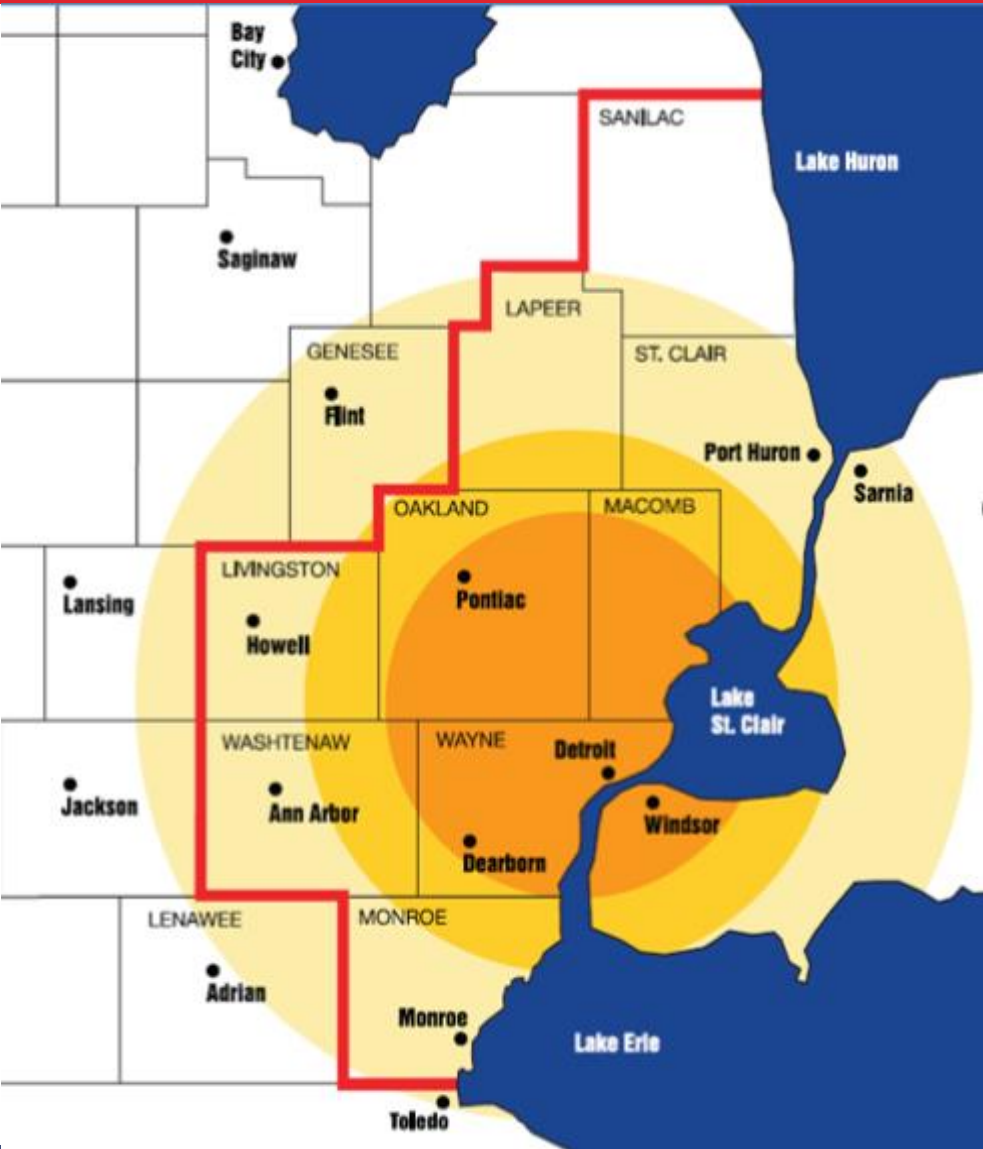 Bay
City
SANILAC
Lake Huron
Saginaw
LAPEER
GENESEE
ST. CLAIR
Flint
Port Huron
Sarnia
OAKLAND
MACOMB
LIVINGSTON
Lansing
Pontiac
Howell
Lake
St. Clair
WASHTENAW
WAYNE
Detroit
Jackson
Ann Arbor
Windsor
Dearborn
LENAWEE
MONROE
Adrian
Monroe
Lake Erie
Toledo